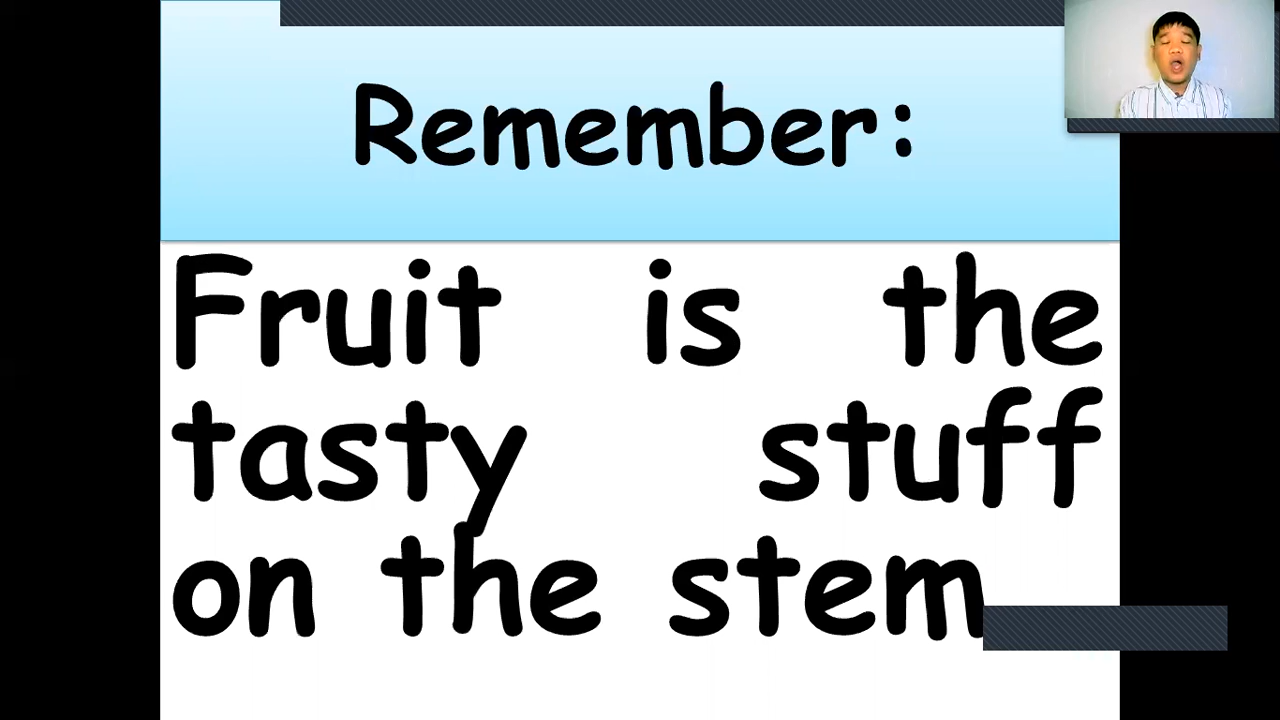 Remember:
Fruit is the
tasty stuff
on the stem